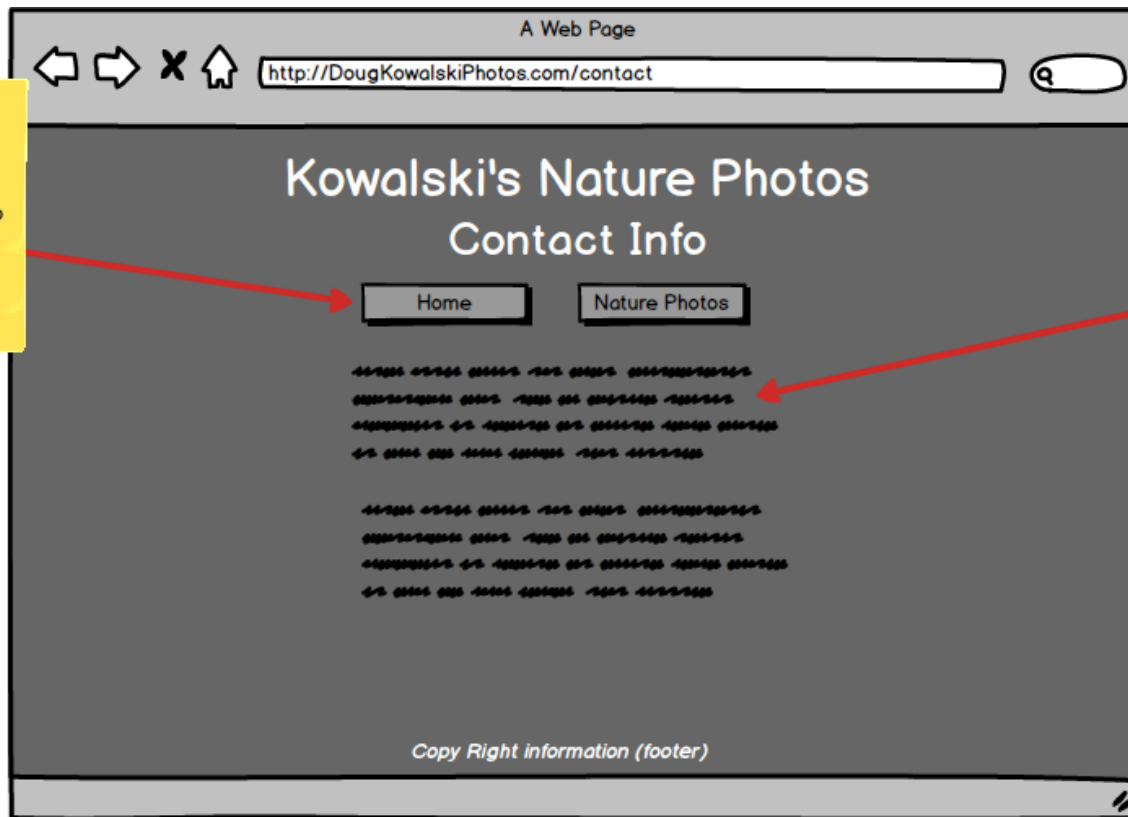 A Web Page
http://DougKowalskiPhotos.com/contact
Kowalski's Nature Photos
Contact Info
Home
Nature Photos
Copy Right information (footer)